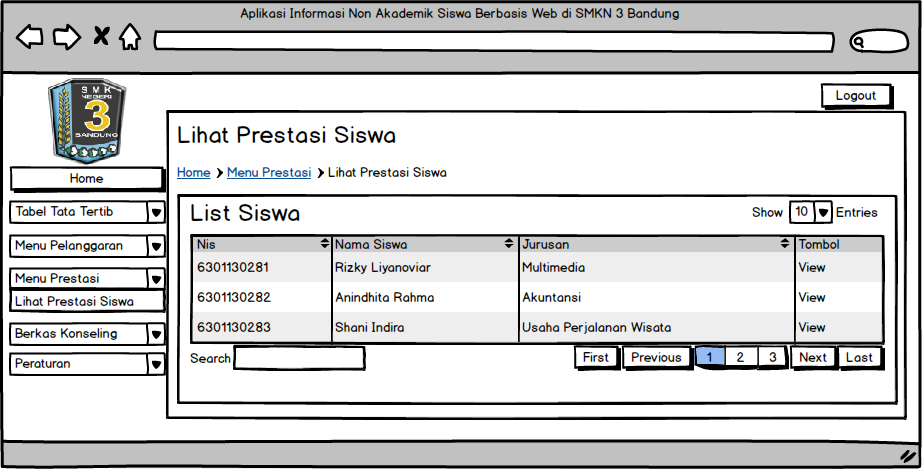 Aplikasi Informasi Non Akademik Siswa Berbasis Web di SMKN 3 Bandung
SMK
NEGERI
3
BANDUNG
Logout
Home
Tabel Tata Tertib
Menu Pelanggaran
Menu Prestasi
Lihat Prestasi Siswa
Berkas Konseling
Peraturan
Lihat Prestasi Siswa
Home > Menu Prestasi > Lihat Prestasi Siswa
List Siswa Show 10 Entries
Nis Nama Siswa Jurusan Tombol
6301130281 Rizky Liyanoviar Multimedia View
6301130282 Anindhita Rahma Akuntansi View
6301130283 Shani Indira Usaha Perjalanan Wisata View
Search First Previous 1 2 3 Next Last